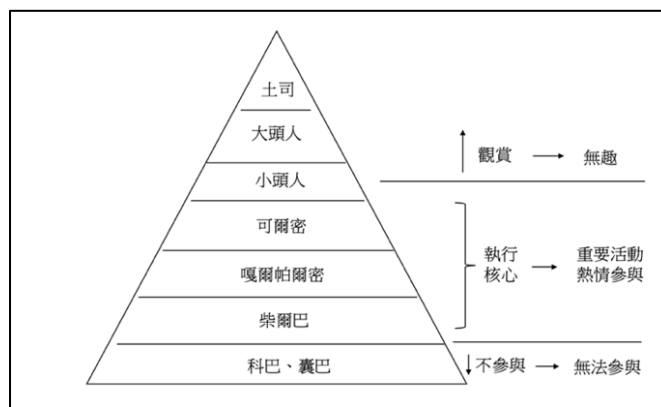 土司
大頭人
小頭人
可爾密
嘎爾帕爾密
柴爾巴
科巴、囊巴
觀賞
無趣
執行
核心
重要活動
熱情參與
不參與
無法參與